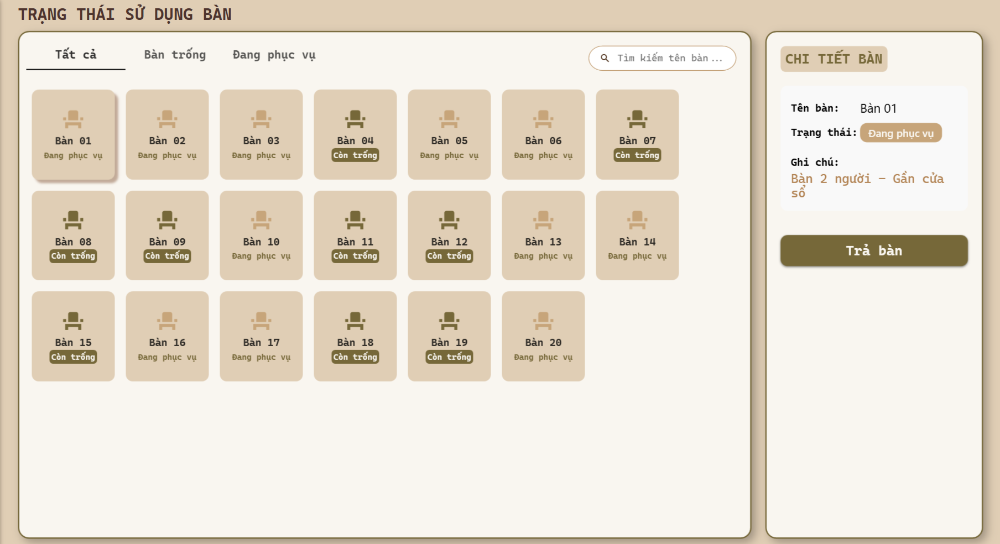 TRẠNG THÁI SỬ DỤNG BÀN
Tất cả
Bàn trống
Đang phục vụ
Tìm kiếm tên bàn...
Bàn 01
Đang phục vụ
Bàn 02
Đang phục vụ
Bàn 03
Đang phục vụ
Bàn 04
Còn trống
Bàn 05
Đang phục vụ
Bàn 06
Đang phục vụ
Bàn 07
Còn trống
Bàn 08
Còn trống
Bàn 09
Còn trống
Bàn 10
Đang phục vụ
Bàn 11
Còn trống
Bàn 12
Còn trống
Bàn 13
Đang phục vụ
Bàn 14
Đang phục vụ
Bàn 15
Còn trống
Bàn 16
Đang phục vụ
Bàn 17
Đang phục vụ
Bàn 18
Còn trống
Bàn 19
Còn trống
Bàn 20
Đang phục vụ
CHI TIẾT BÀN
Tên bàn: Bàn 01
Trạng thái: Đang phục vụ
Ghi chú:
Bàn 2 người – Gần cửa
sổ
Trả bàn